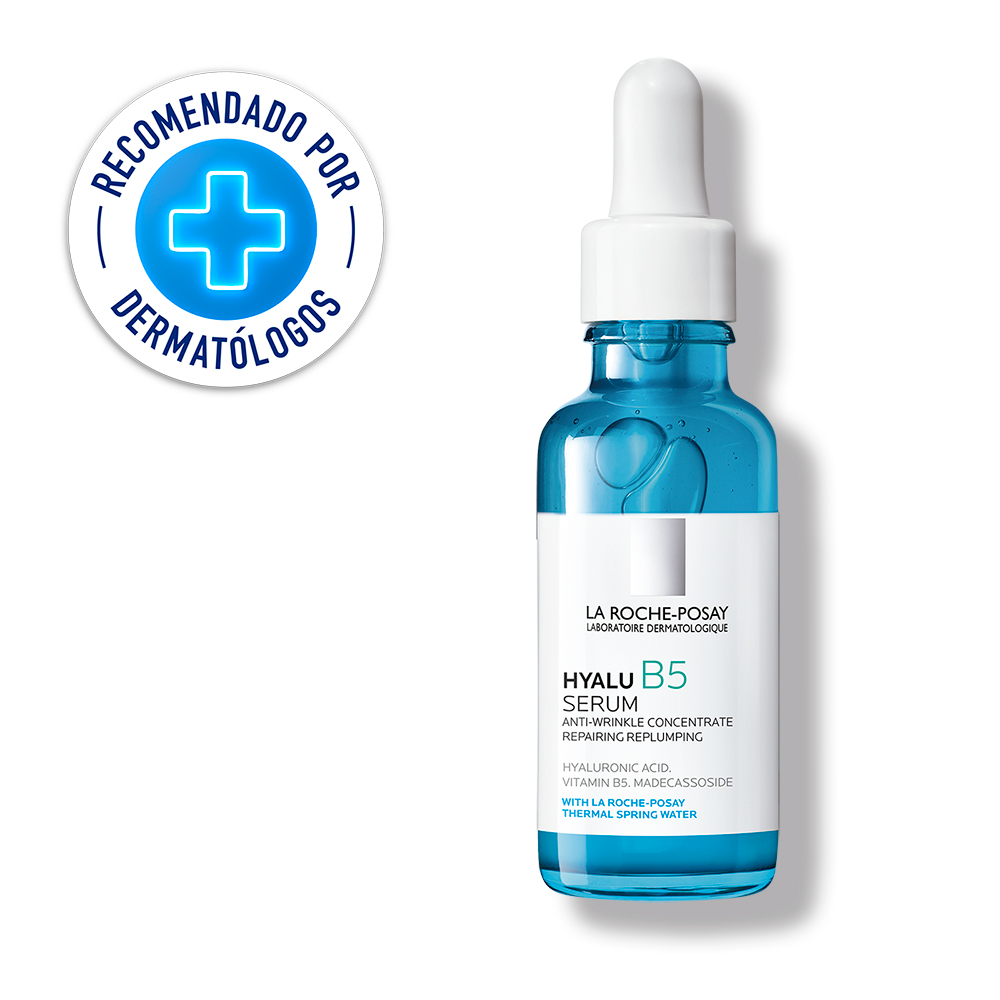 RECOMENDADO POR
DERMATÓLOGOS
LA ROCHE-POSAY
LABORATOIRE DERMATOLOGIQUE
HYALU B5
SERUM
ANTI-WRINKLE CONCENTRATE
REPAIRING REPLUMPING
HYALURONIC ACID.
VITAMIN B5. MADECASSOSIDE
WITH LA ROCHE-POSAY
THERMAL SPRING WATER